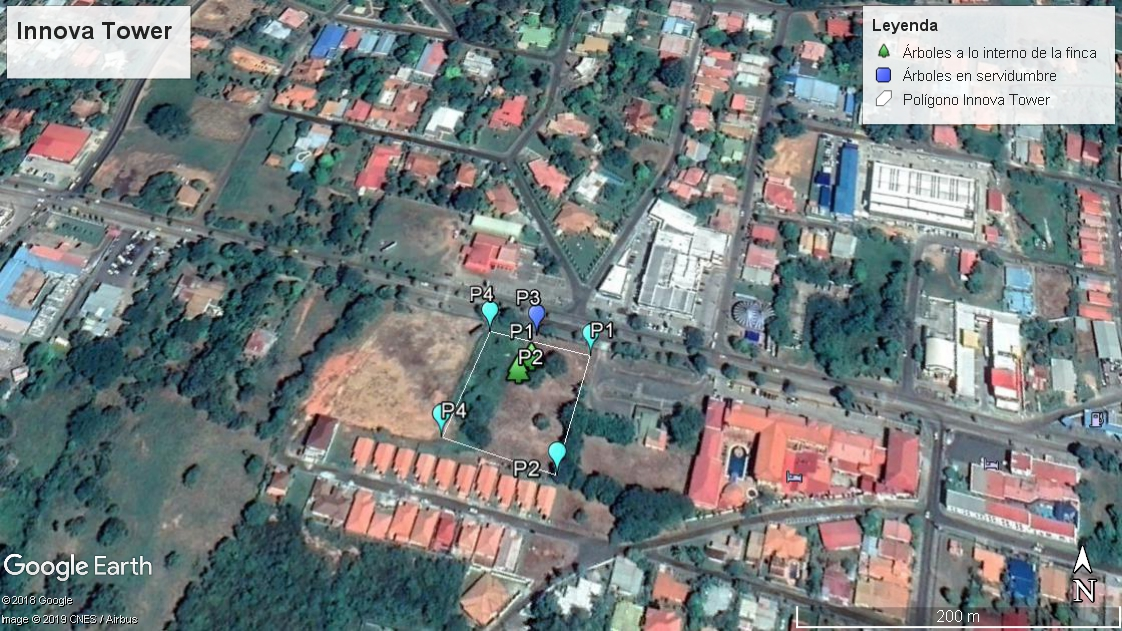 Innova Tower
Leyenda
Árboles a lo interno de la finca
Árboles en servidumbre
Polígono Innova Tower
P4
P3
P1
P1
P2
P4
P2
Google Earth
©2018 Google
Image © 2019 CNES / Airbus
N
200 m